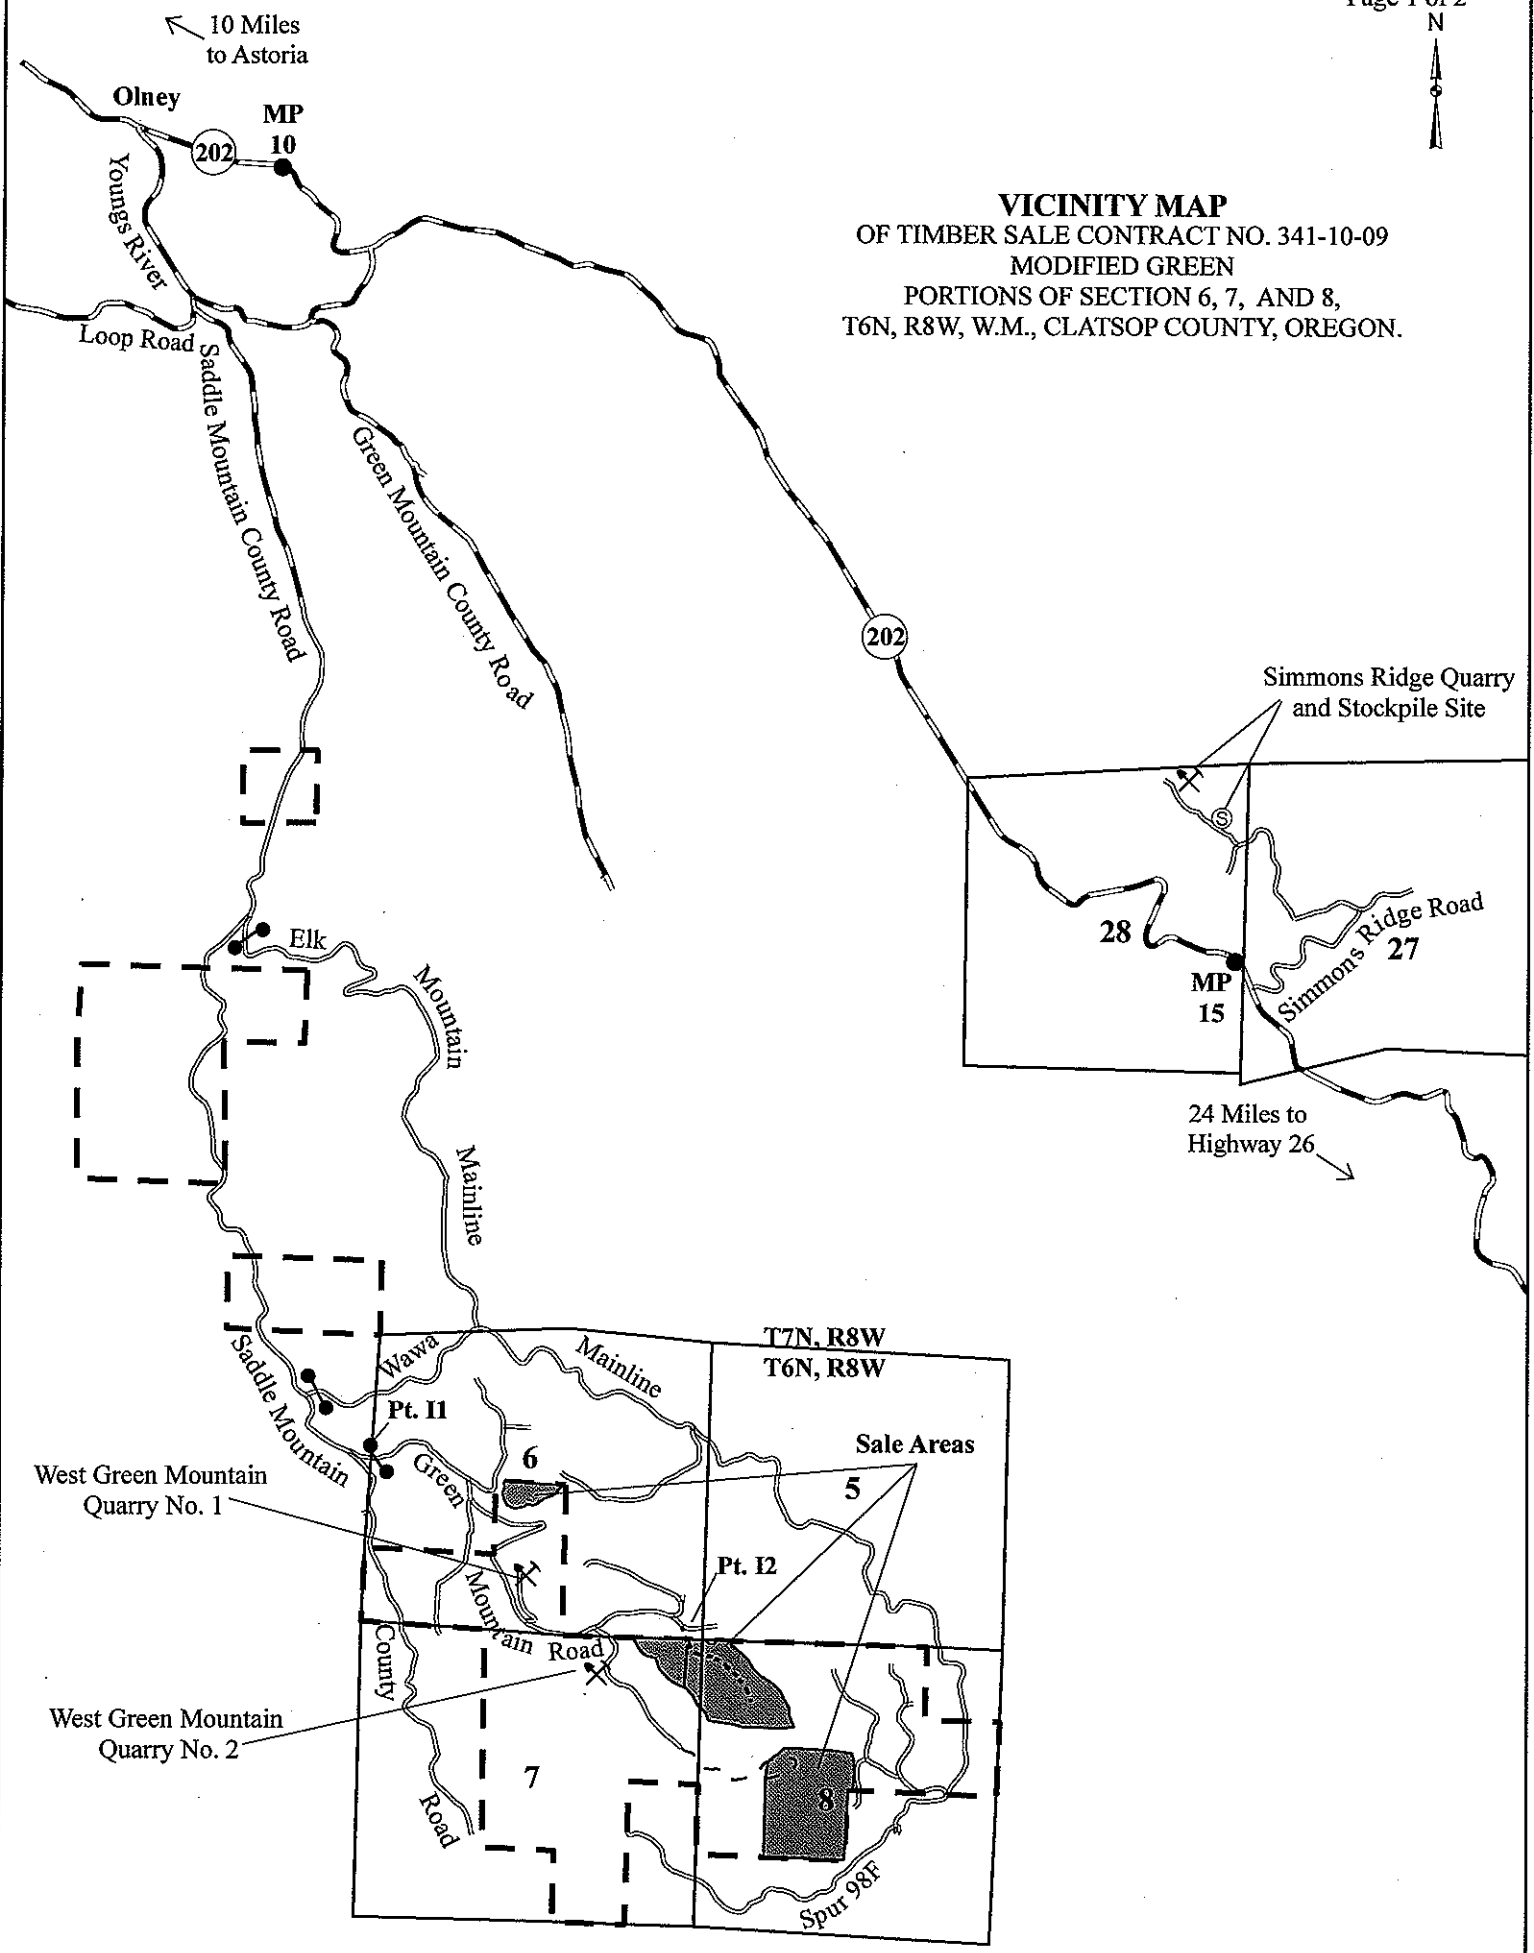 Page 1 of 2
10 Miles
to Astoria
N
Olney
MP
10
202
Youngs River
Loop Road
VICINITY MAP
OF TIMBER SALE CONTRACT NO. 341-10-09
MODIFIED GREEN
PORTIONS OF SECTION 6, 7, AND 8,
T6N, R8W, W.M., CLATSOP COUNTY, OREGON.
Saddle Mountain County Road
Green Mountain County Road
202
Simmons Ridge Quarry
and Stockpile Site
S
28
27
Simmons Ridge Road
MP
15
24 Miles to
Highway 26
Elk
Mountain
Mainline
T7N, R8W
T6N, R8W
Wawa
Mainline
Saddle Mountain
County
Road
Pt. I1
Green
Mountain
Road
6
5
Sale Areas
West Green Mountain
Quarry No. 1
Pt. I2
West Green Mountain
Quarry No. 2
7
8
Spur 98F